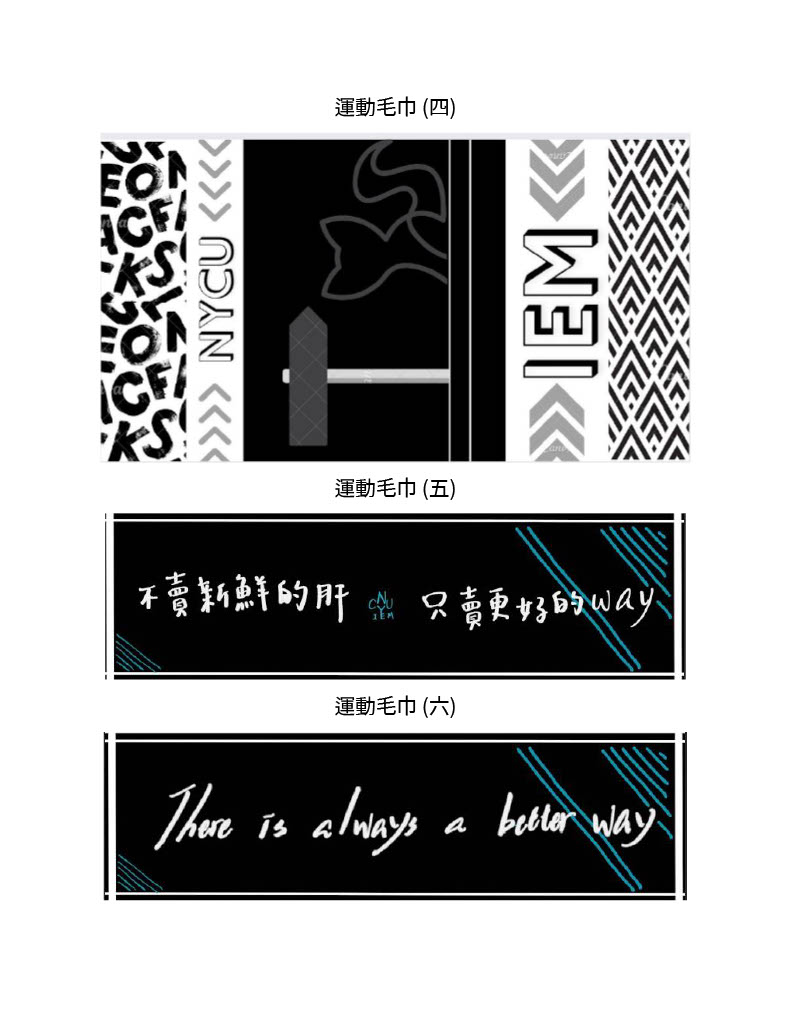 運動毛巾 (四)
NYCU
IEM
運動毛巾 (五)
不賣新鮮的肝
NYCU
IEM
只賣更好的way
運動毛巾 (六)
There is always a better way